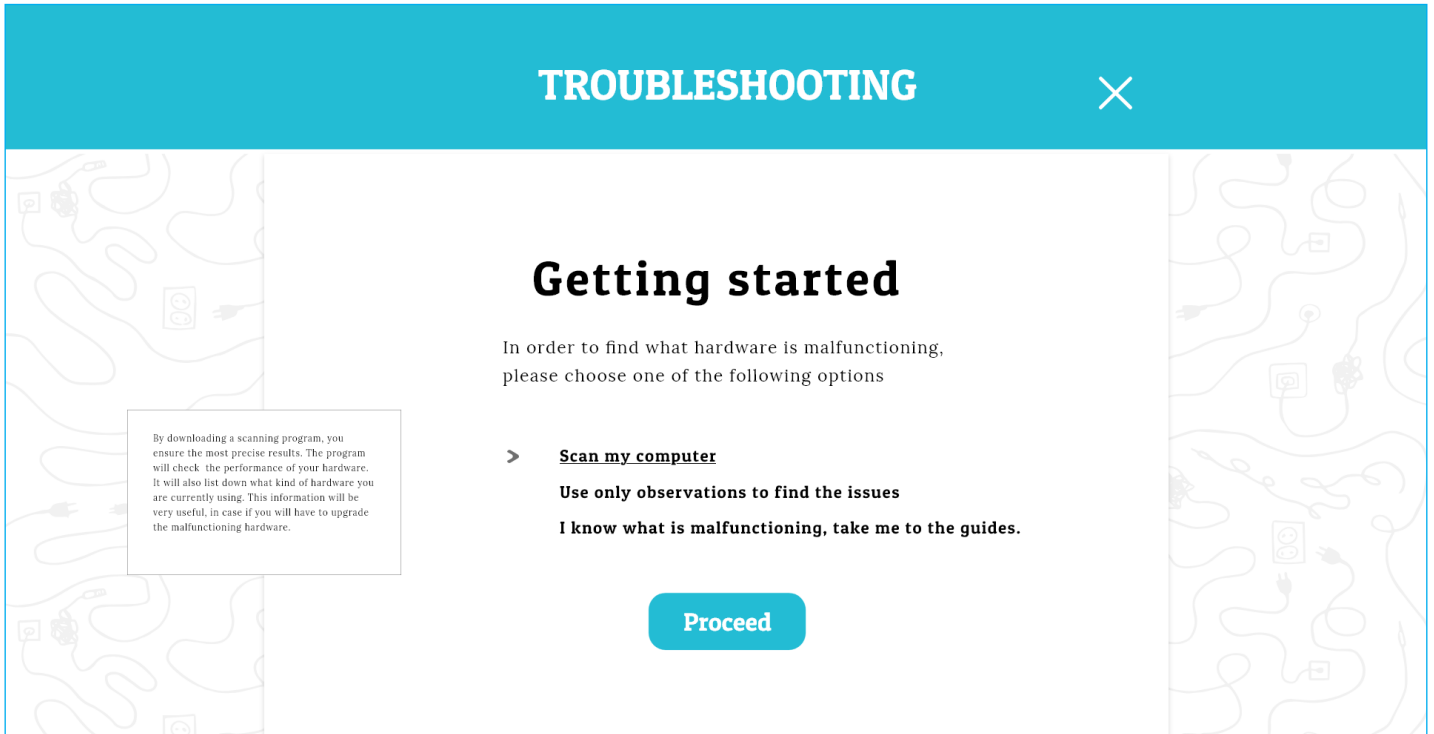 TROUBLESHOOTING
Getting started
In order to find what hardware is malfunctioning,
please choose one of the following options
By downloading a scanning program, you
ensure the most precise results. The program
will check the performance of your hardware.
It will also list down what kind of hardware you
are currently using. This information will be
very useful, in case if you will have to upgrade
the malfunctioning hardware.
> Scan my computer
Use only observations to find the issues
I know what is malfunctioning, take me to the guides.
Proceed